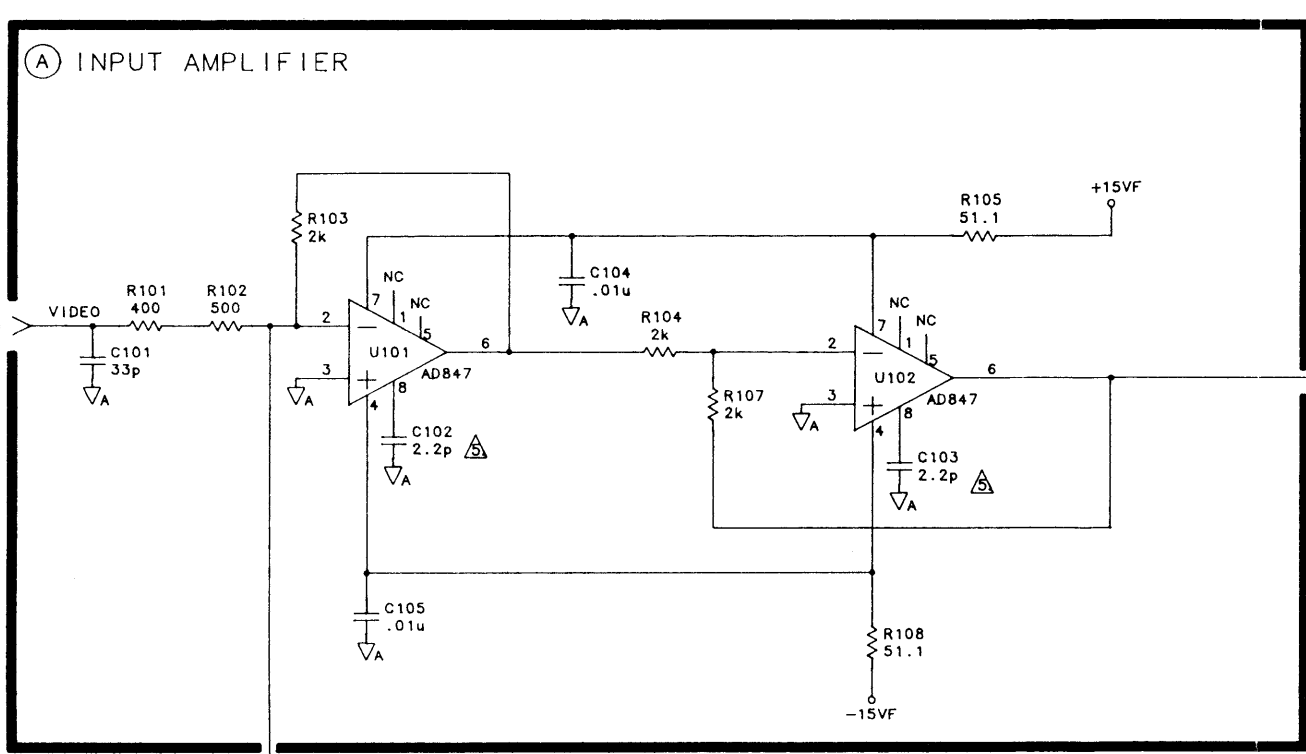 A INPUT AMPLIFIER
+15VF
R105
51.1
R103
2k
NC
C104
.01u
A
NC
7
1
5
R101
400
R102
500
VIDEO
2
U101
6
AD847
3
A
8
4
C101
33p
A
R104
2k
NC
NC
7
1
5
2
U102
6
AD847
3
A
8
4
R107
2k
C102
2.2p 5.
A
C103
2.2p 5.
A
C105
.01u
A
R108
51.1
-15VF